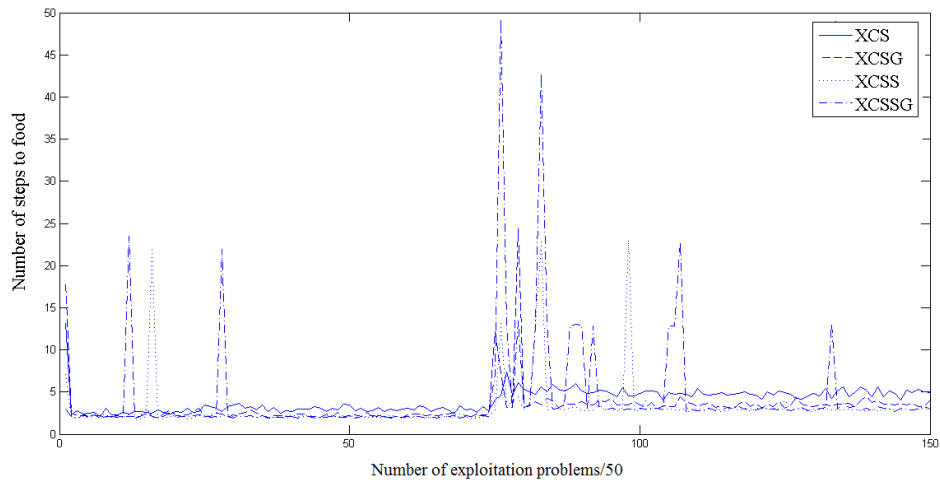 50
45
40
35
30
25
20
15
10
5
0
Number of steps to food
XCS
XCSG
XCSS
XCSSG
0
50
100
150
Number of exploitation problems/50